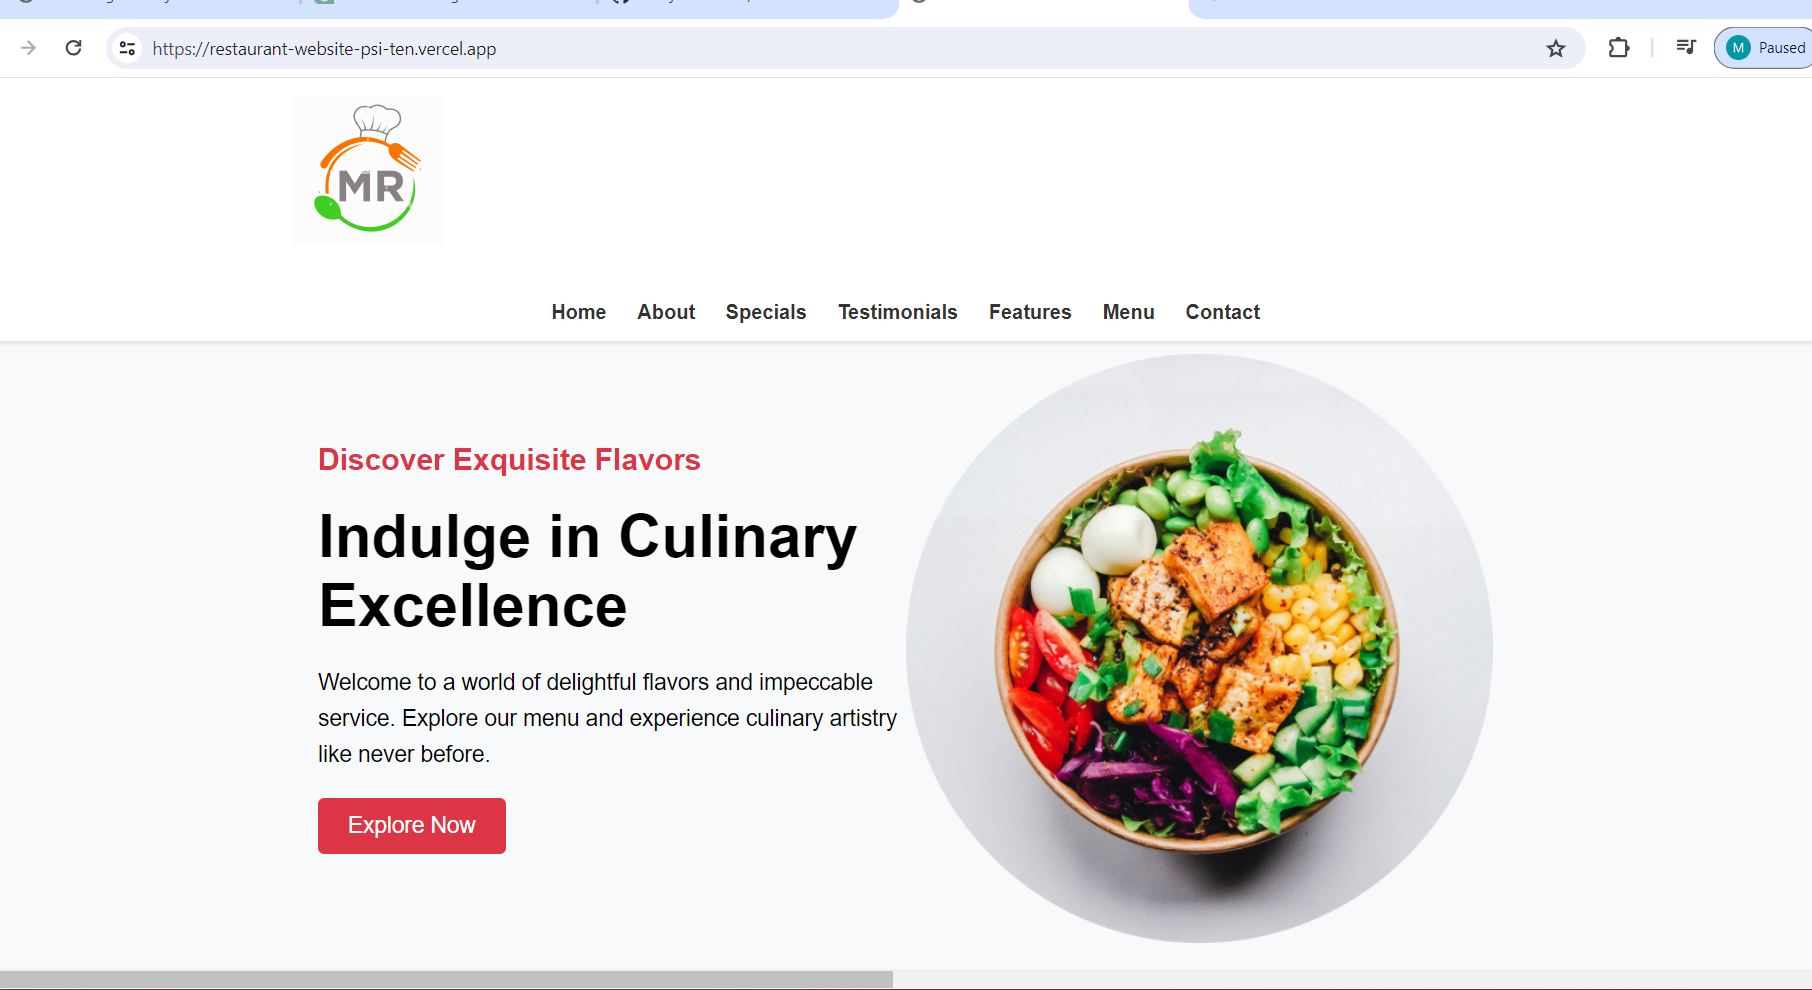 https://restaurant-website-psi-ten.vercel.app
M Paused
MR
Home About Specials Testimonials Features Menu Contact
Discover Exquisite Flavors
Indulge in Culinary
Excellence
Welcome to a world of delightful flavors and impeccable
service. Explore our menu and experience culinary artistry
like never before.
Explore Now